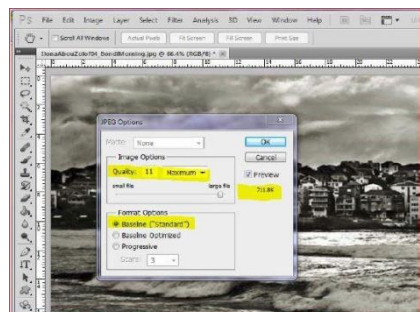 Ps File Edit Image Layer Select Filter Analysis 3D View Window Help
Scroll All Windows Actual Pixels Fit Screen Fill Screen Print Size
JPEG Options
Matte: None
OK
Image Options
Cancel
Quality: 11 Maximum
Preview
small file large file
Format Options
Baseline ("Standard")
Baseline Optimized
Progressive
Scans: 3